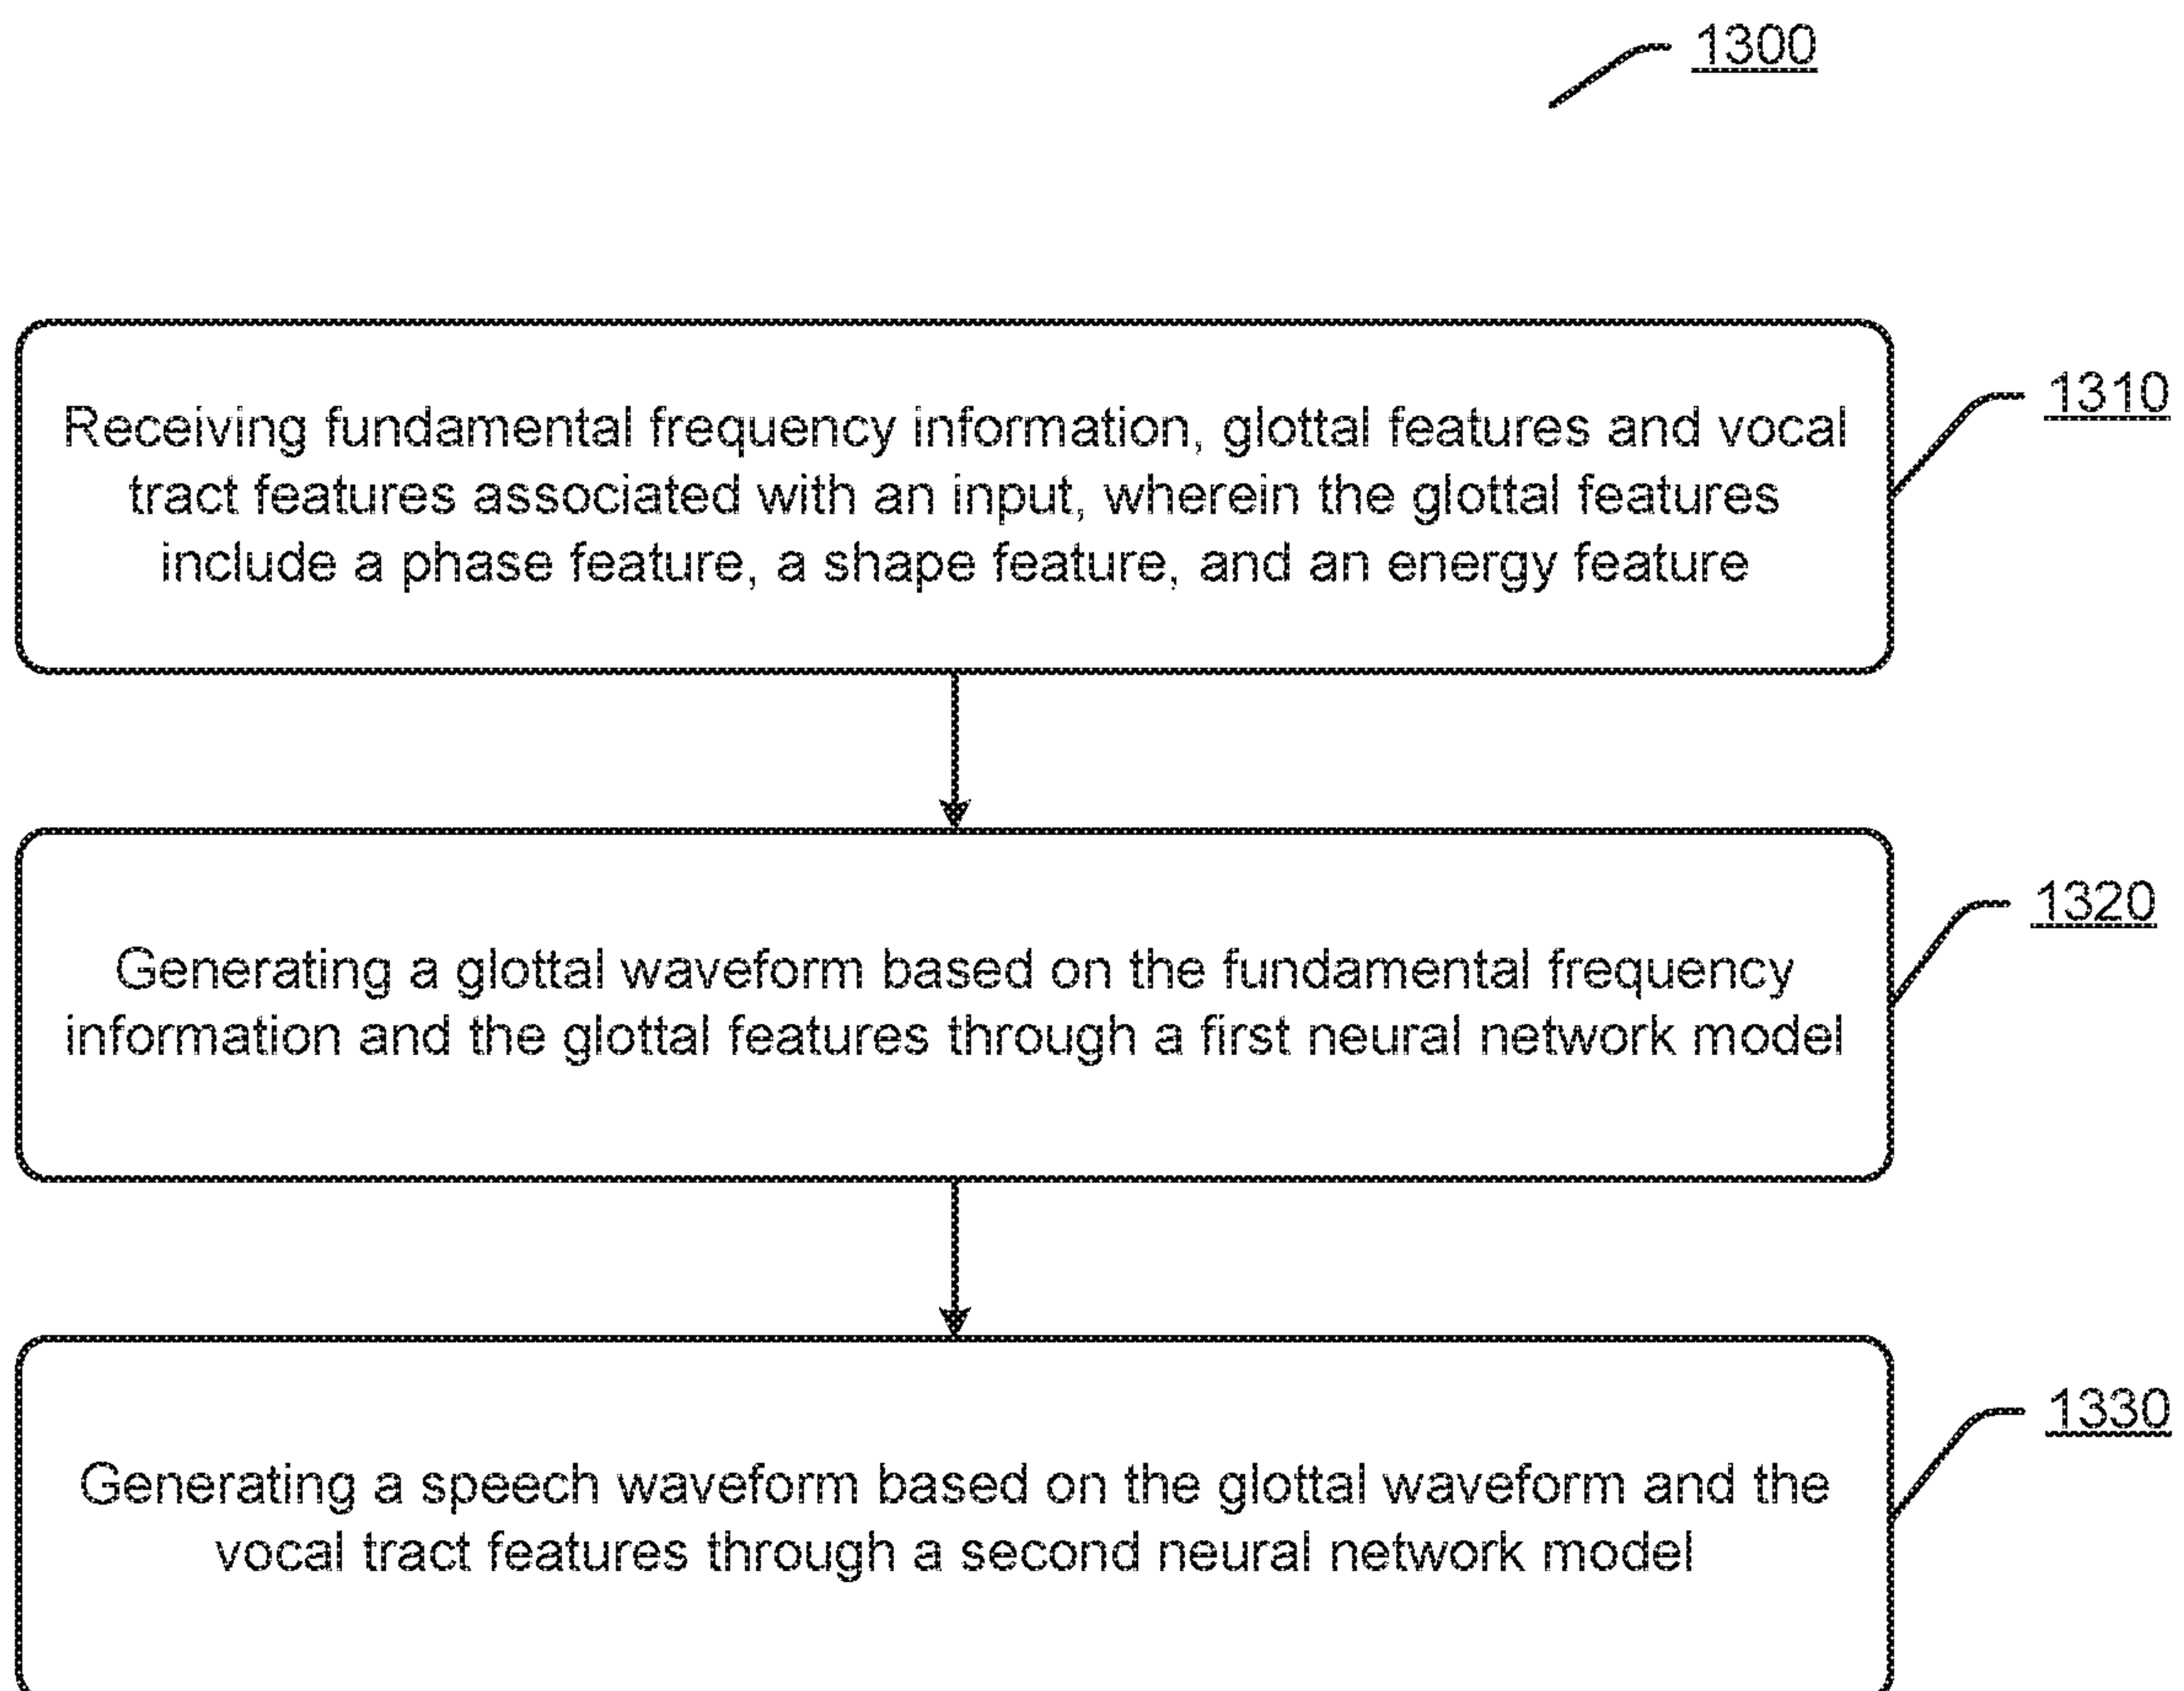 1300
Receiving fundamental frequency information, glottal features and vocal
tract features associated with an input, wherein the glottal features
include a phase feature, a shape feature, and an energy feature
1310
Generating a glottal waveform based on the fundamental frequency
information and the glottal features through a first neural network model
1320
Generating a speech waveform based on the glottal waveform and the
vocal tract features through a second neural network model
1330